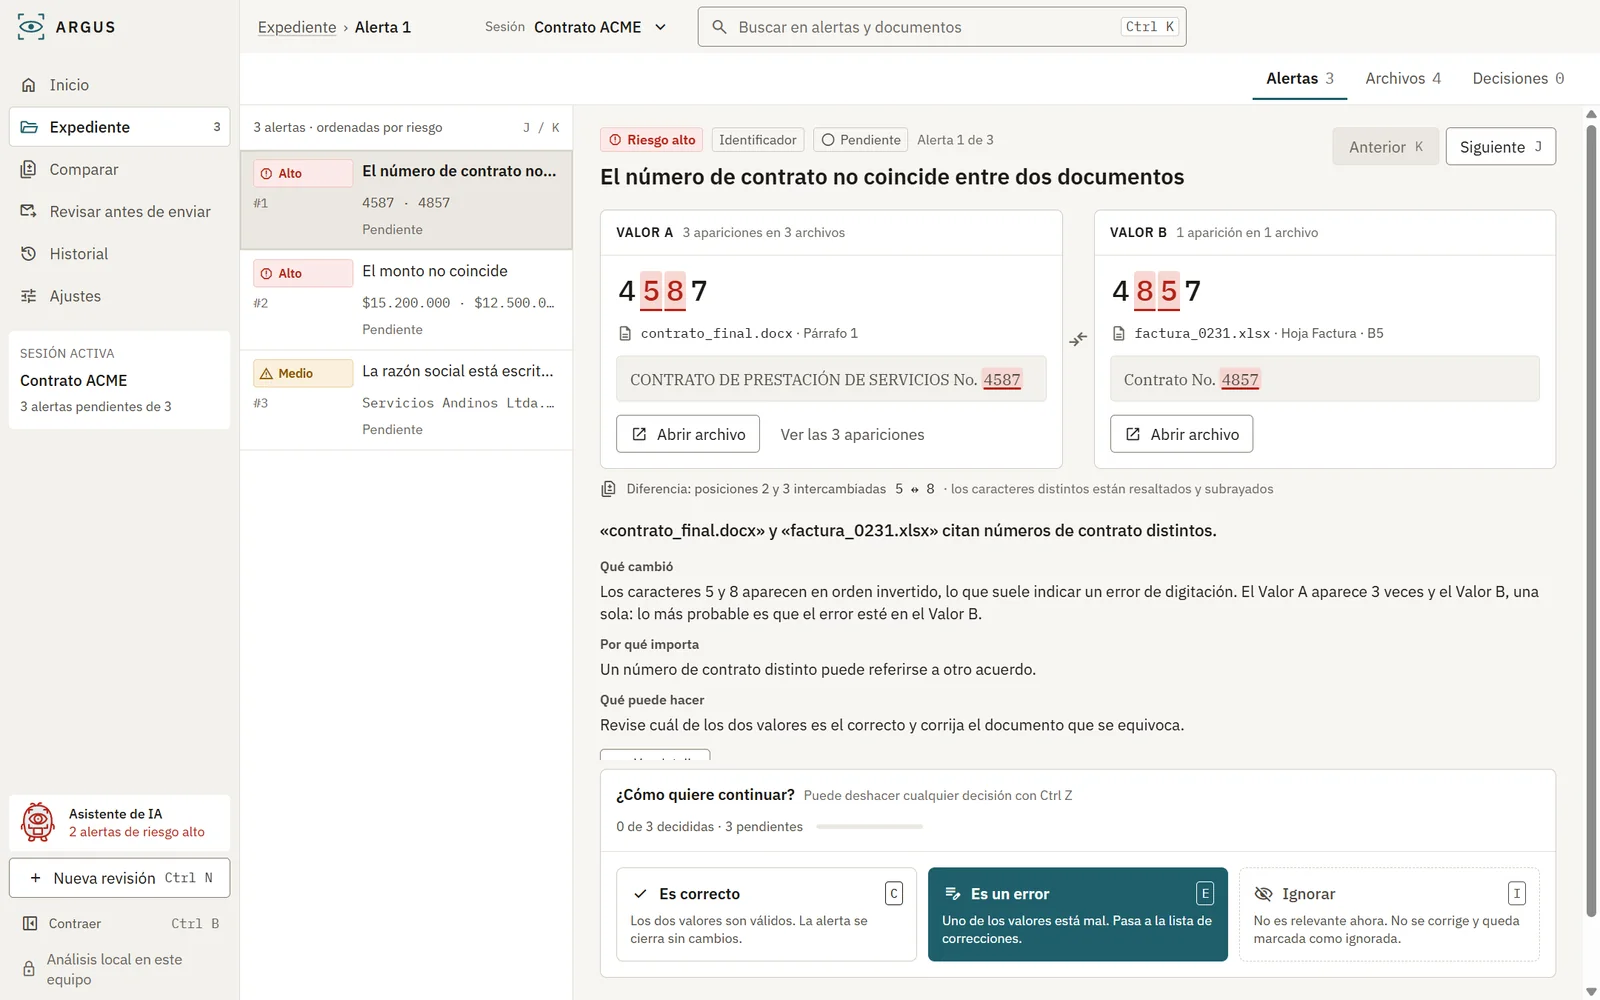 ARGUS
Inicio
Expediente 3
Comparar
Revisar antes de enviar
Historial
Ajustes
SESIÓN ACTIVA
Contrato ACME
3 alertas pendientes de 3
Asistente de IA
2 alertas de riesgo alto
+ Nueva revisión Ctrl N
Contraer Ctrl B
Análisis local en este
equipo
Expediente › Alerta 1
Sesión Contrato ACME
Buscar en alertas y documentos Ctrl K
Alertas 3 Archivos 4 Decisiones 0
3 alertas · ordenadas por riesgo J / K
Alto El número de contrato no...
#1 4587 · 4857
Pendiente
Alto El monto no coincide
#2 $15.200.000 · $12.500.0…
Pendiente
Medio La razón social está escrit...
#3 Servicios Andinos Ltda.…
Pendiente
Riesgo alto Identificador Pendiente Alerta 1 de 3
Anterior K Siguiente J
El número de contrato no coincide entre dos documentos
VALOR A 3 apariciones en 3 archivos
4587
contrato_final.docx · Párrafo 1
CONTRATO DE PRESTACIÓN DE SERVICIOS No. 4587
Abrir archivo Ver las 3 apariciones
VALOR B 1 aparición en 1 archivo
4857
factura_0231.xlsx · Hoja Factura · B5
Contrato No. 4857
Abrir archivo
Diferencia: posiciones 2 y 3 intercambiadas 5 ↔ 8 · los caracteres distintos están resaltados y subrayados
«contrato_final.docx» y «factura_0231.xlsx» citan números de contrato distintos.
Qué cambió
Los caracteres 5 y 8 aparecen en orden invertido, lo que suele indicar un error de digitación. El Valor A aparece 3 veces y el Valor B, una
sola: lo más probable es que el error esté en el Valor B.
Por qué importa
Un número de contrato distinto puede referirse a otro acuerdo.
Qué puede hacer
Revise cuál de los dos valores es el correcto y corrija el documento que se equivoca.
¿Cómo quiere continuar? Puede deshacer cualquier decisión con Ctrl Z
0 de 3 decididas · 3 pendientes
Es correcto C
Los dos valores son válidos. La alerta se
cierra sin cambios.
Es un error E
Uno de los valores está mal. Pasa a la lista de
correcciones.
Ignorar I
No es relevante ahora. No se corrige y queda
marcada como ignorada.